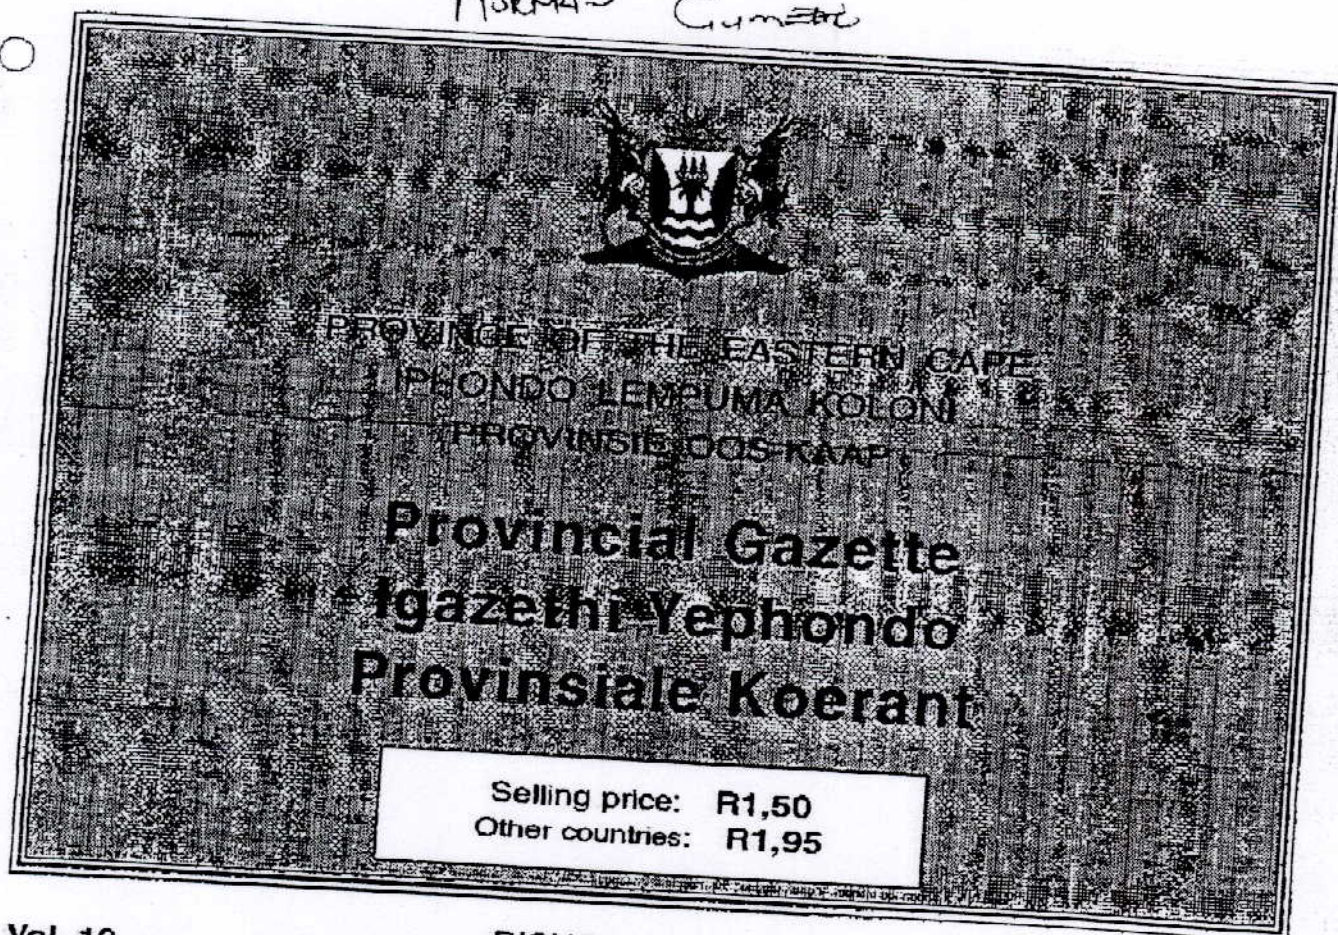 PROVINCE OF THE EASTERN CAPE
IPHONDO LEMPUMA KOLONI
PROVINSIE OOS-KAAP
Provincial Gazette
Igazethi Yephondo
Provinsiale Koerant
Selling price: R1,50
Other countries: R1,95